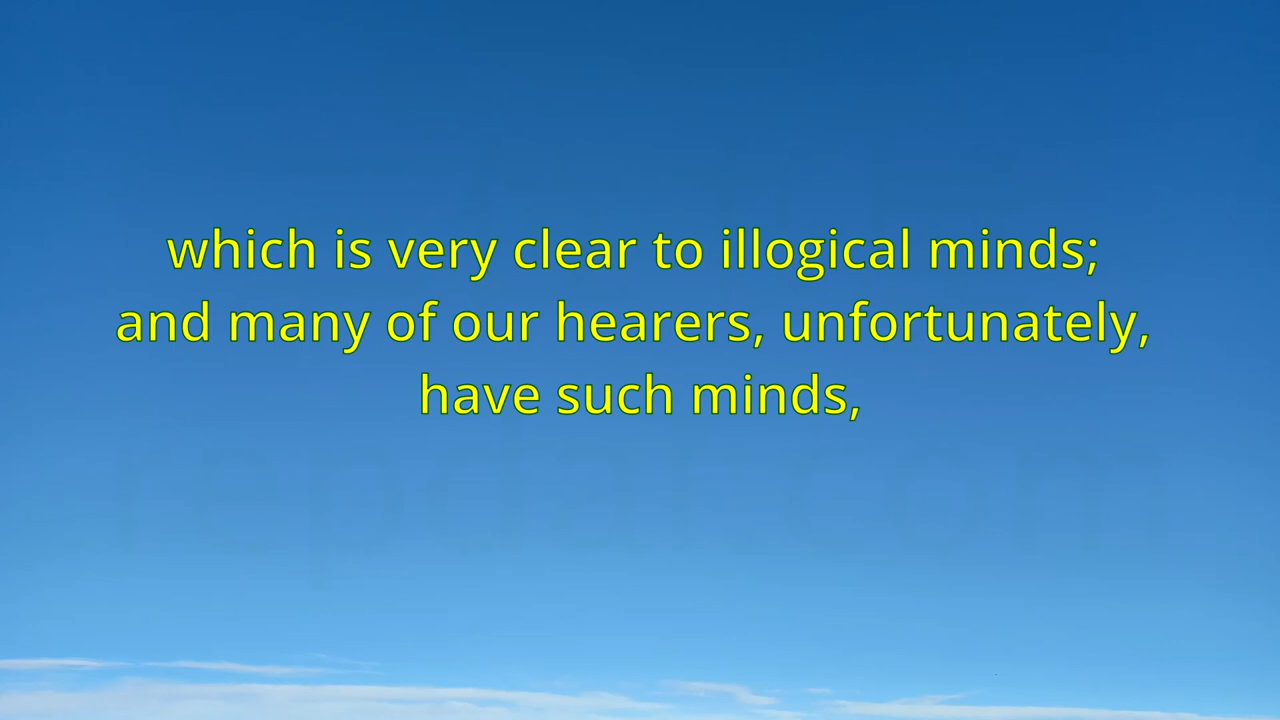 which is very clear to illogical minds;
and many of our hearers, unfortunately,
have such minds,